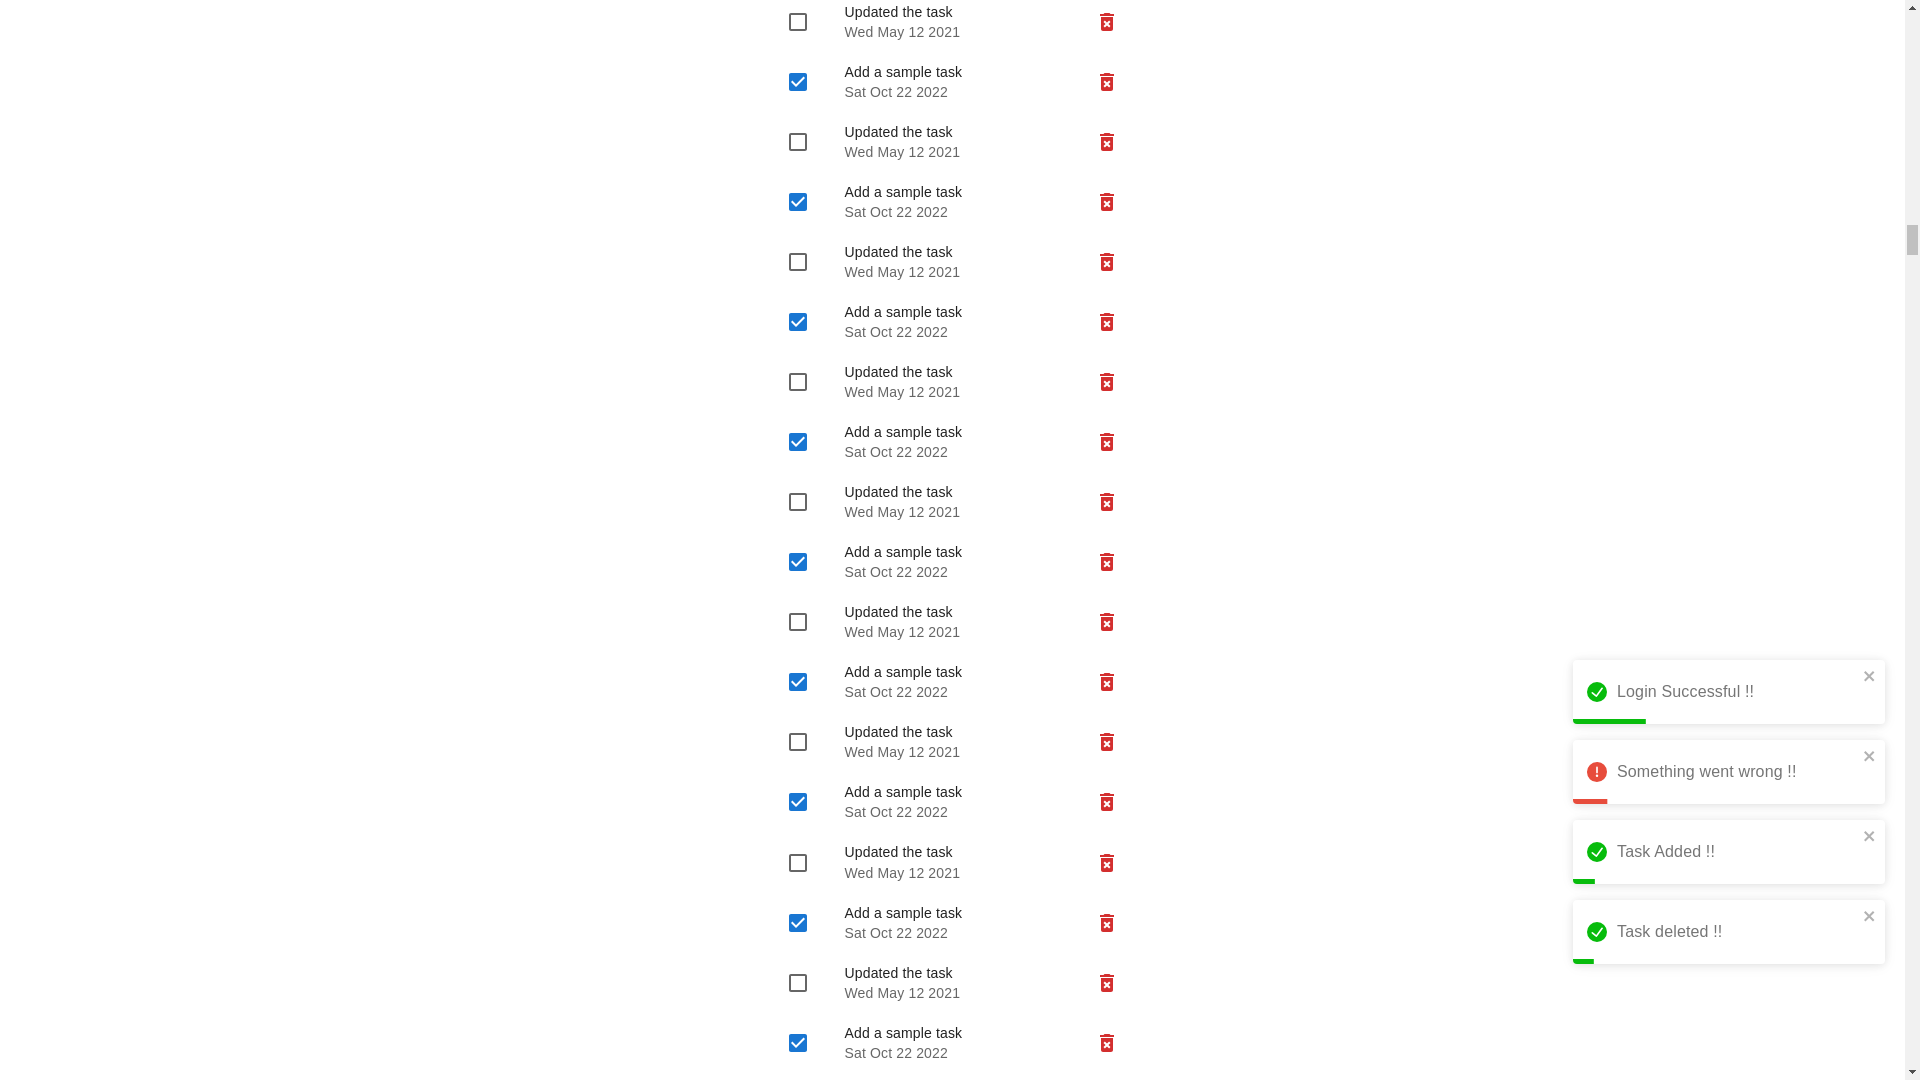 Updated the task
Wed May 12 2021
Add a sample task
Sat Oct 22 2022
Updated the task
Wed May 12 2021
Add a sample task
Sat Oct 22 2022
Updated the task
Wed May 12 2021
Add a sample task
Sat Oct 22 2022
Updated the task
Wed May 12 2021
Add a sample task
Sat Oct 22 2022
Updated the task
Wed May 12 2021
Add a sample task
Sat Oct 22 2022
Updated the task
Wed May 12 2021
Add a sample task
Sat Oct 22 2022
Updated the task
Wed May 12 2021
Add a sample task
Sat Oct 22 2022
Updated the task
Wed May 12 2021
Add a sample task
Sat Oct 22 2022
Updated the task
Wed May 12 2021
Add a sample task
Sat Oct 22 2022
Login Successful !!
Something went wrong !!
Task Added !!
Task deleted !!